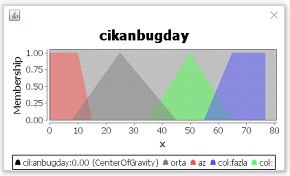 cikanbugday
Membership
1.00
0.75
0.50
0.25
0.00
0 10 20 30 40 50 60 70 80
x
cikanbugday:0.00 (CenterOfGravity) orta az cok:fazla cok: